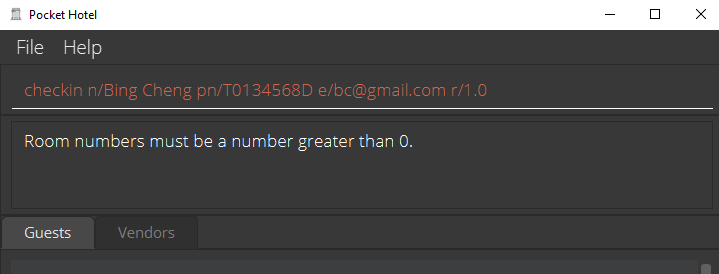 Pocket Hotel
File Help
checkin n/Bing Cheng pn/T0134568D e/bc@gmail.com r/1.0
Room numbers must be a number greater than 0.
Guests Vendors